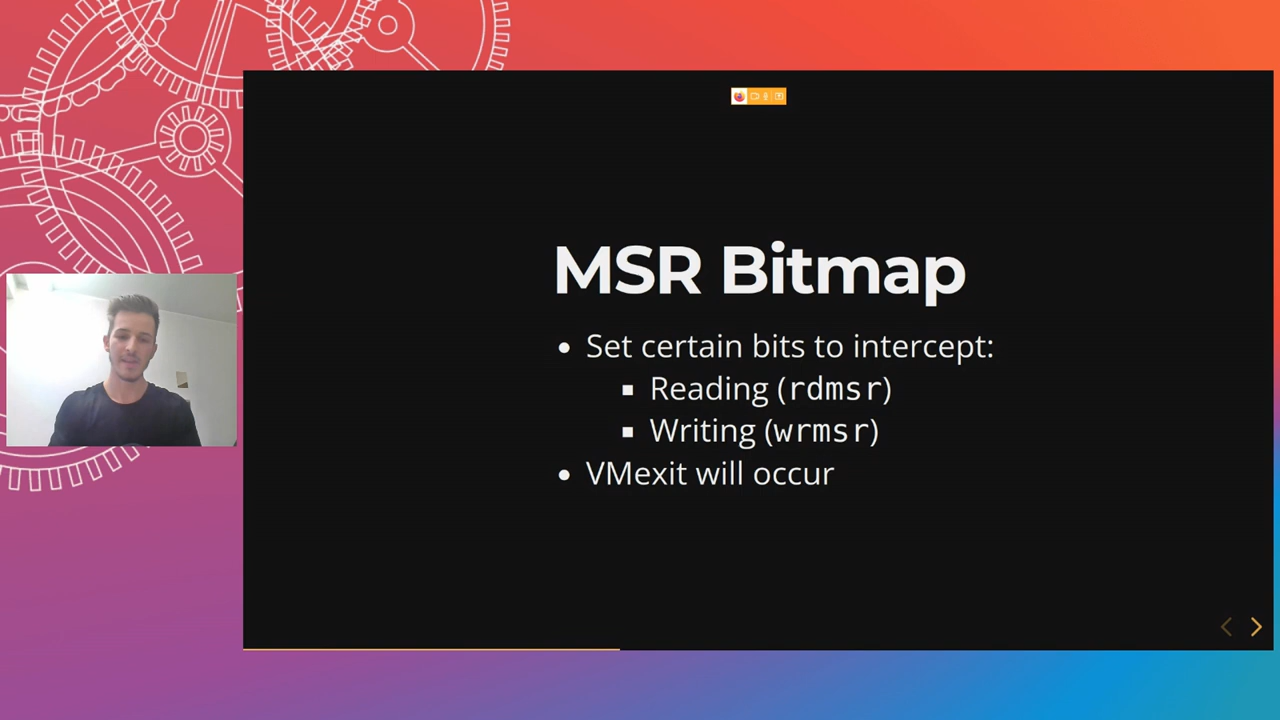 MSR Bitmap
Set certain bits to intercept:
Reading (rdmsr)
Writing (wrmsr)
VMexit will occur